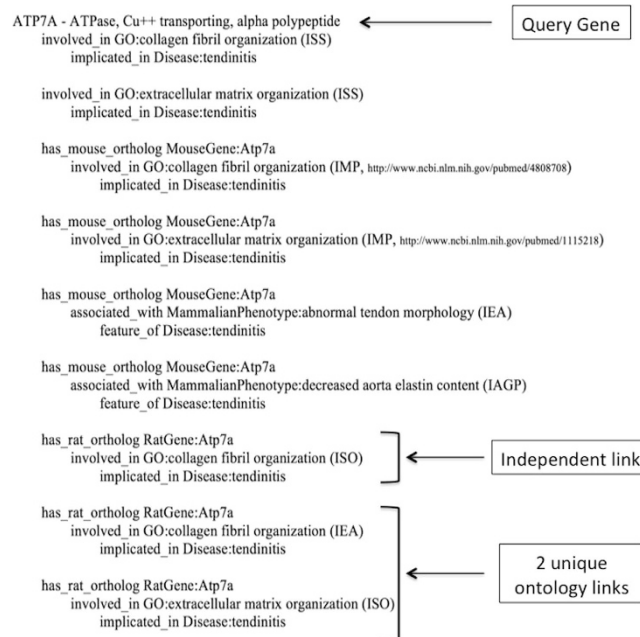 ATP7A - ATPase, Cu++ transporting, alpha polypeptide
Query Gene
involved_in GO:collagen fibril organization (ISS)
implicated_in Disease:tendinitis
involved_in GO:extracellular matrix organization (ISS)
implicated_in Disease:tendinitis
has_mouse_ortholog MouseGene:Atp7a
involved_in GO:collagen fibril organization (IMP, http://www.ncbi.nlm.nih.gov/pubmed/4808708)
implicated_in Disease:tendinitis
has_mouse_ortholog MouseGene:Atp7a
involved_in GO:extracellular matrix organization (IMP, http://www.ncbi.nlm.nih.gov/pubmed/1115218)
implicated_in Disease:tendinitis
has_mouse_ortholog MouseGene:Atp7a
associated_with MammalianPhenotype:abnormal tendon morphology (IEA)
feature_of Disease:tendinitis
has_mouse_ortholog MouseGene:Atp7a
associated_with MammalianPhenotype:decreased aorta elastin content (IAGP)
feature_of Disease:tendinitis
has_rat_ortholog RatGene:Atp7a
involved_in GO:collagen fibril organization (ISO)
implicated_in Disease:tendinitis
Independent link
has_rat_ortholog RatGene:Atp7a
involved_in GO:collagen fibril organization (IEA)
implicated_in Disease:tendinitis
has_rat_ortholog RatGene:Atp7a
involved_in GO:extracellular matrix organization (ISO)
implicated_in Disease:tendinitis
2 unique
ontology links